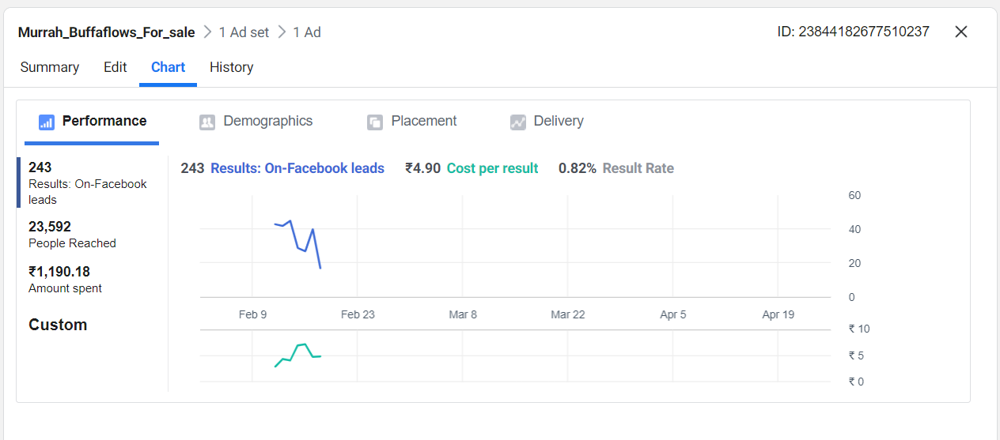 Murrah_Buffaflows_For_sale > 1 Ad set > 1 Ad
ID: 23844182677510237
Summary Edit Chart History
Performance Demographics Placement Delivery
243
Results: On-Facebook
leads
23,592
People Reached
₹1,190.18
Amount spent
Custom
243 Results: On-Facebook leads ₹4.90 Cost per result 0.82% Result Rate
60
40
20
0
Feb 9 Feb 23 Mar 8 Mar 22 Apr 5 Apr 19
₹ 10
₹ 5
₹ 0